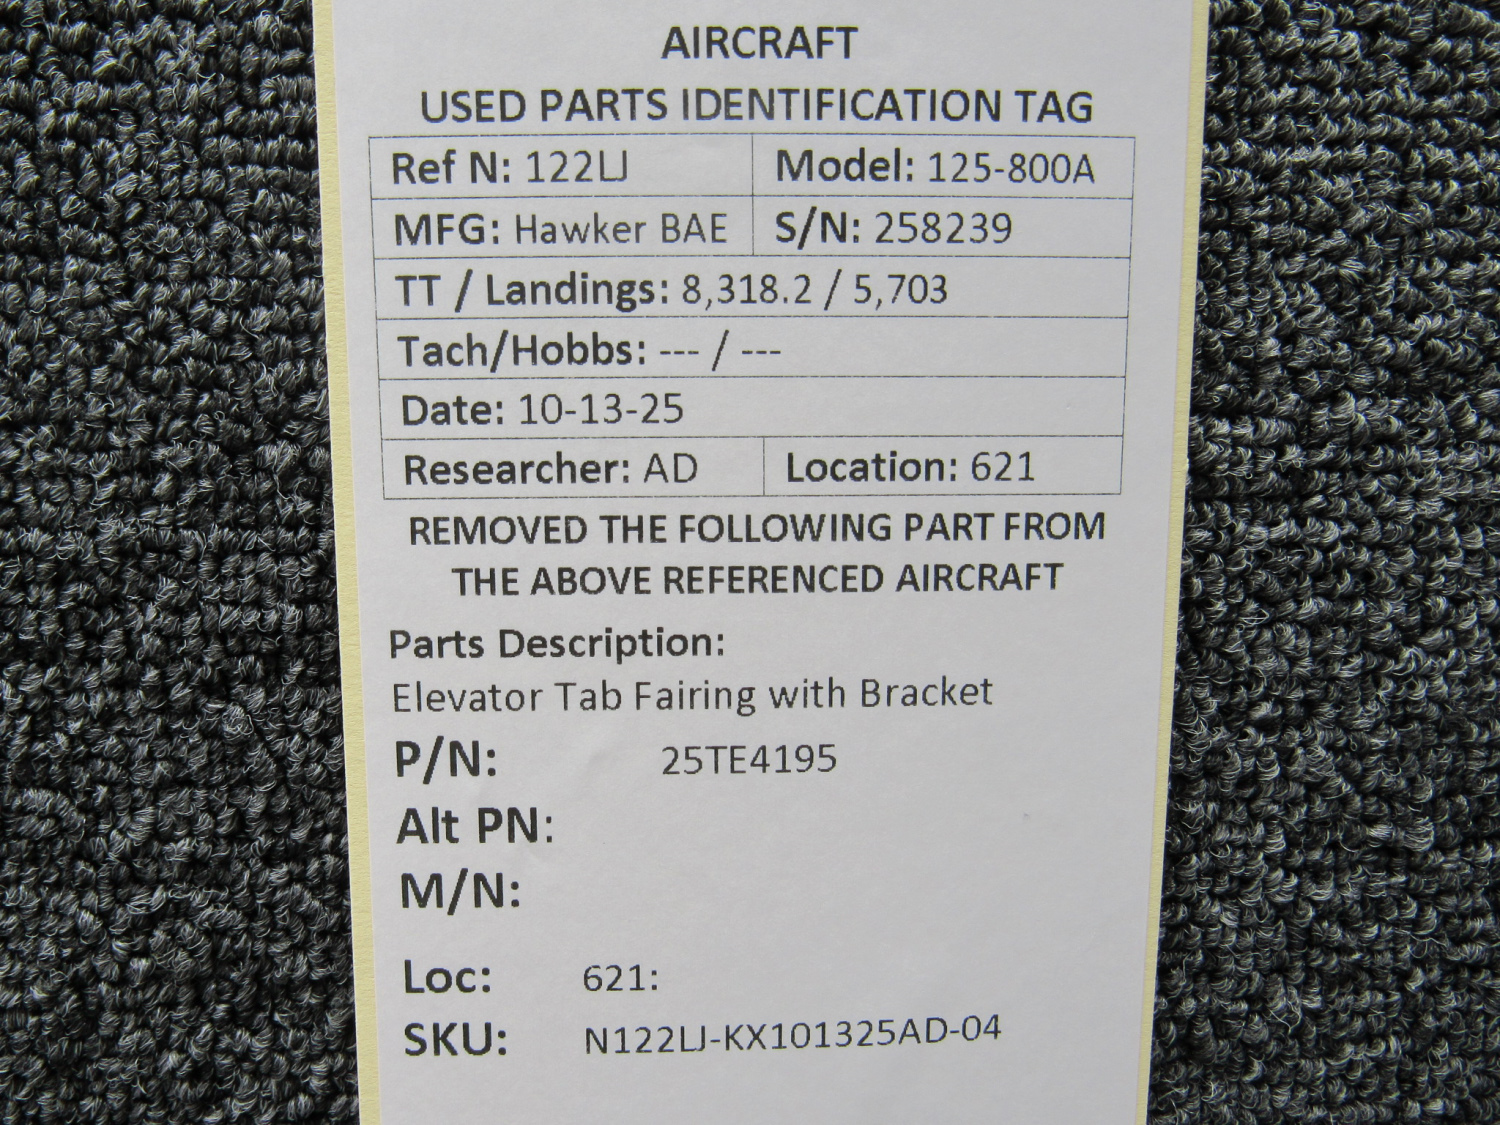 AIRCRAFT
USED PARTS IDENTIFICATION TAG
Ref N: 122LJ Model: 125-800A
MFG: Hawker BAE S/N: 258239
TT / Landings: 8,318.2 / 5,703
Tach/Hobbs: --- / ---
Date: 10-13-25
Researcher: AD Location: 621
REMOVED THE FOLLOWING PART FROM
THE ABOVE REFERENCED AIRCRAFT
Parts Description:
Elevator Tab Fairing with Bracket
P/N: 25TE4195
Alt PN:
M/N:
Loc: 621:
SKU: N122LJ-KX101325AD-04